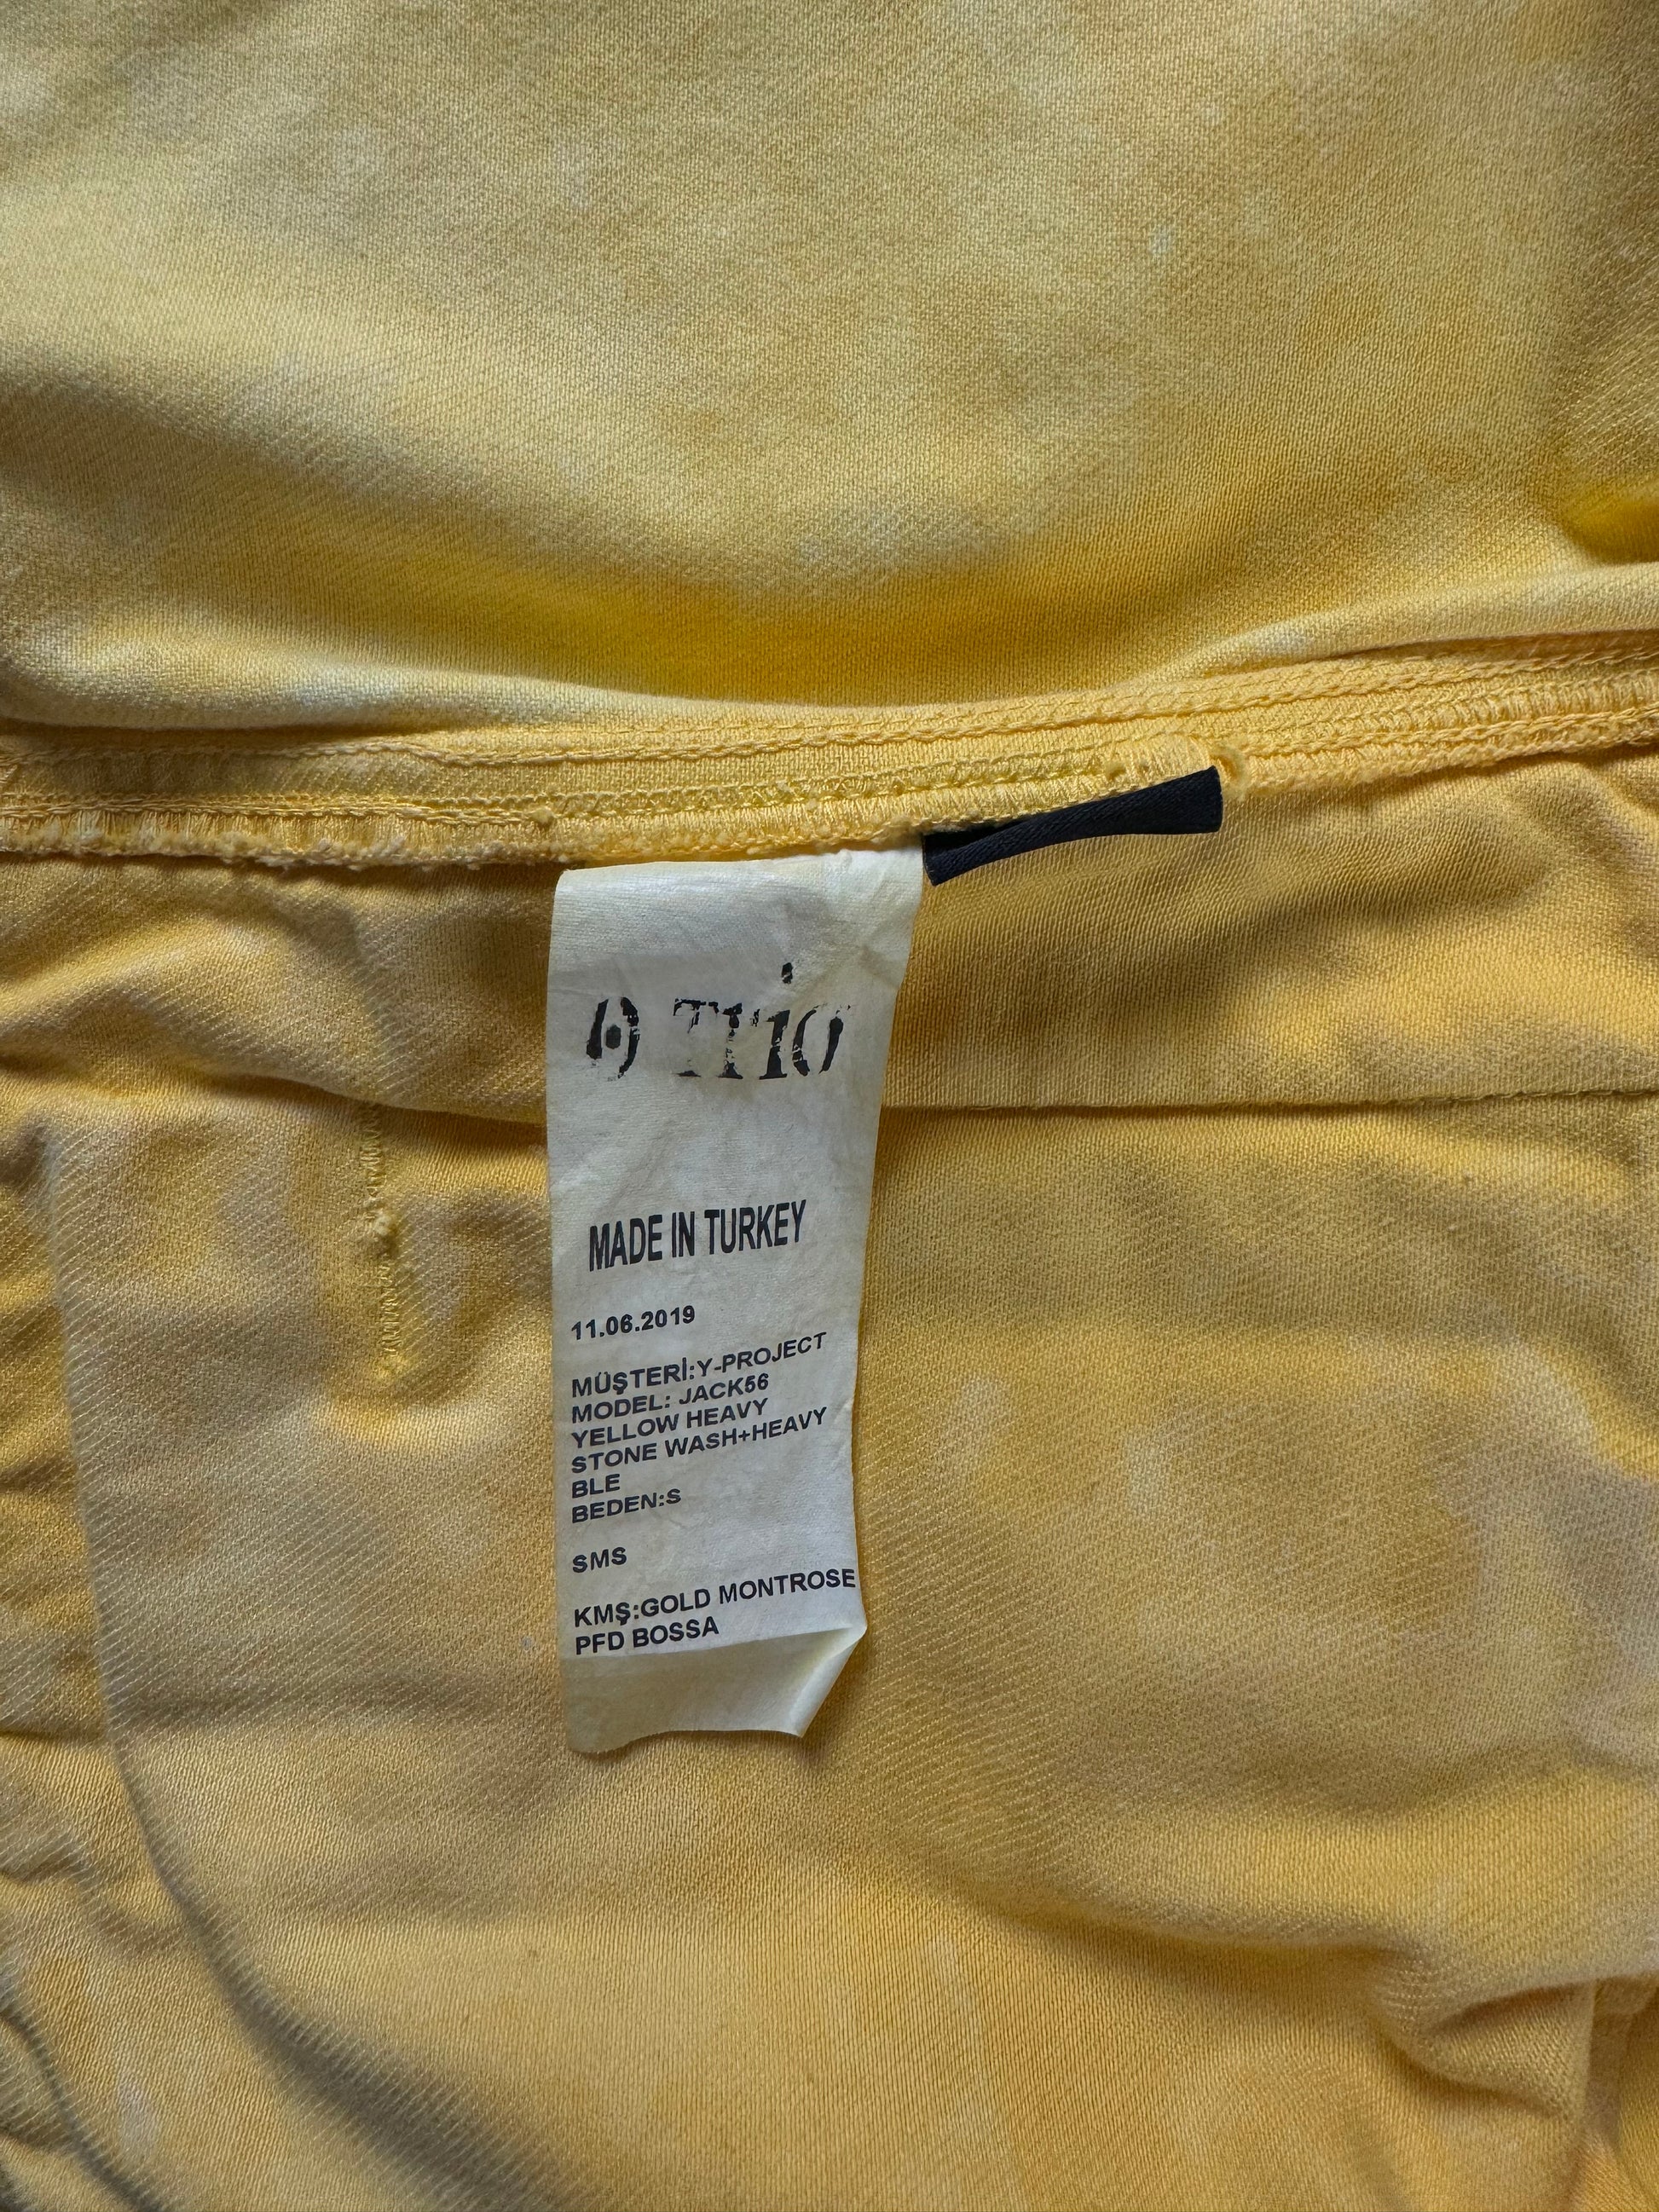 Trio
MADE IN TURKEY
11.06.2019
MÜŞTERİ:Y-PROJECT
MODEL: JACK56
YELLOW HEAVY
STONE WASH+HEAVY
BLE
BEDEN:S
SMS
KMŞ:GOLD MONTROSE
PFD BOSSA